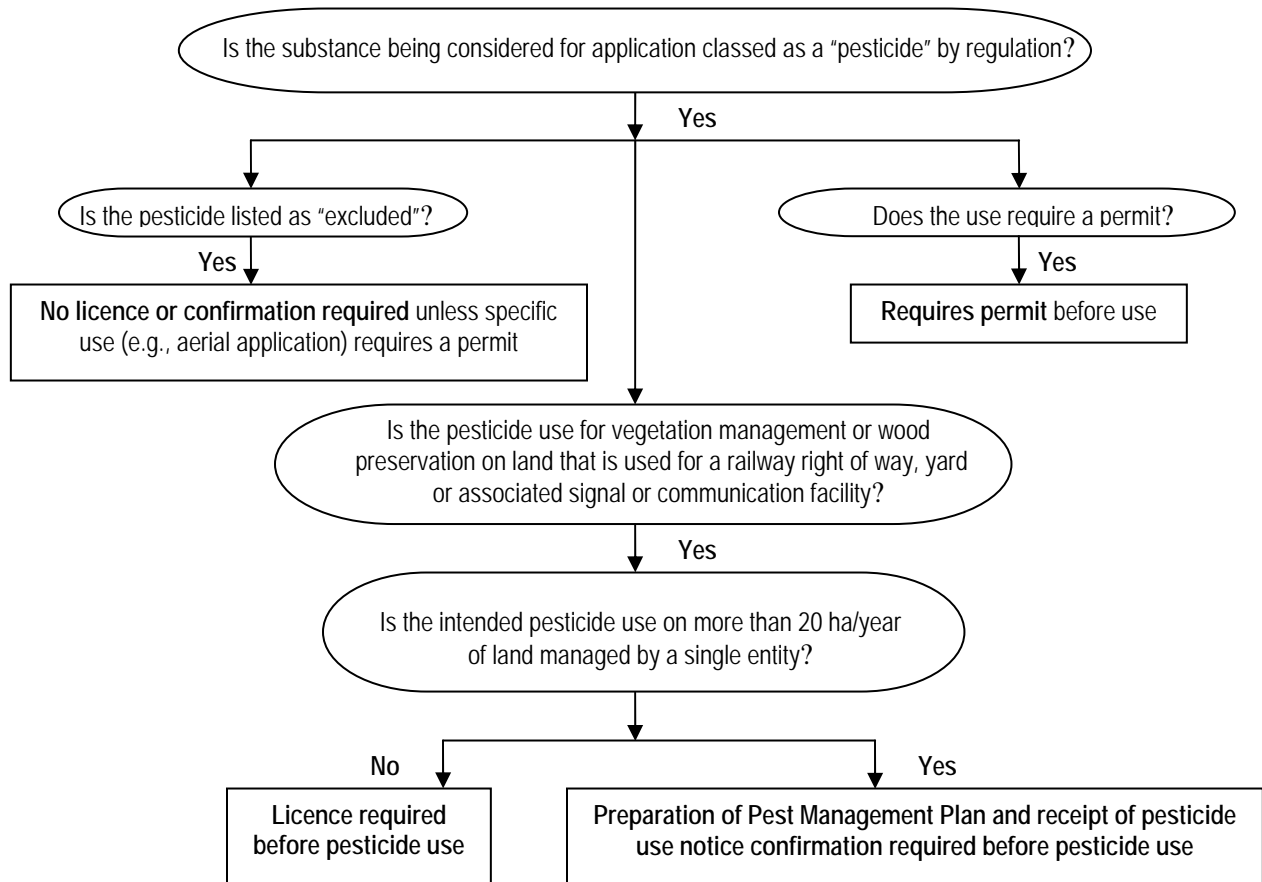 Is the substance being considered for application classed as a “pesticide” by regulation?
Yes
Is the pesticide listed as “excluded”?
Does the use require a permit?
Yes
Yes
No licence or confirmation required unless specific
use (e.g., aerial application) requires a permit
Requires permit before use
Is the pesticide use for vegetation management or wood
preservation on land that is used for a railway right of way, yard
or associated signal or communication facility?
Yes
Is the intended pesticide use on more than 20 ha/year
of land managed by a single entity?
No
Yes
Licence required
before pesticide use
Preparation of Pest Management Plan and receipt of pesticide
use notice confirmation required before pesticide use